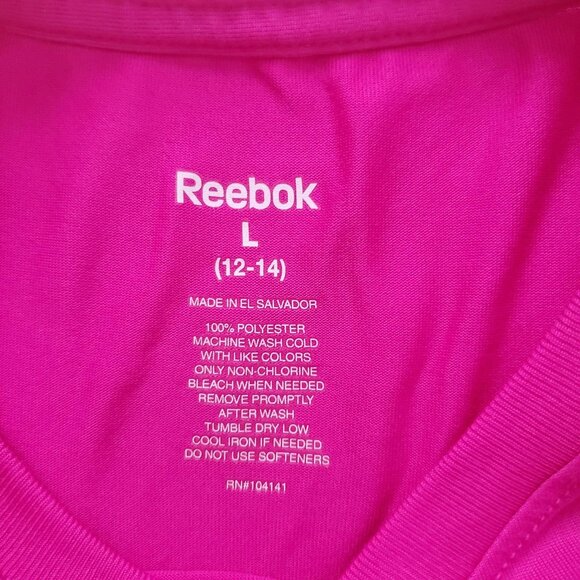 Reebok
L
(12-14)
MADE IN EL SALVADOR
100% POLYESTER
MACHINE WASH COLD
WITH LIKE COLORS
ONLY NON-CHLORINE
BLEACH WHEN NEEDED
REMOVE PROMPTLY
AFTER WASH
TUMBLE DRY LOW
COOL IRON IF NEEDED
DO NOT USE SOFTENERS
RN#104141